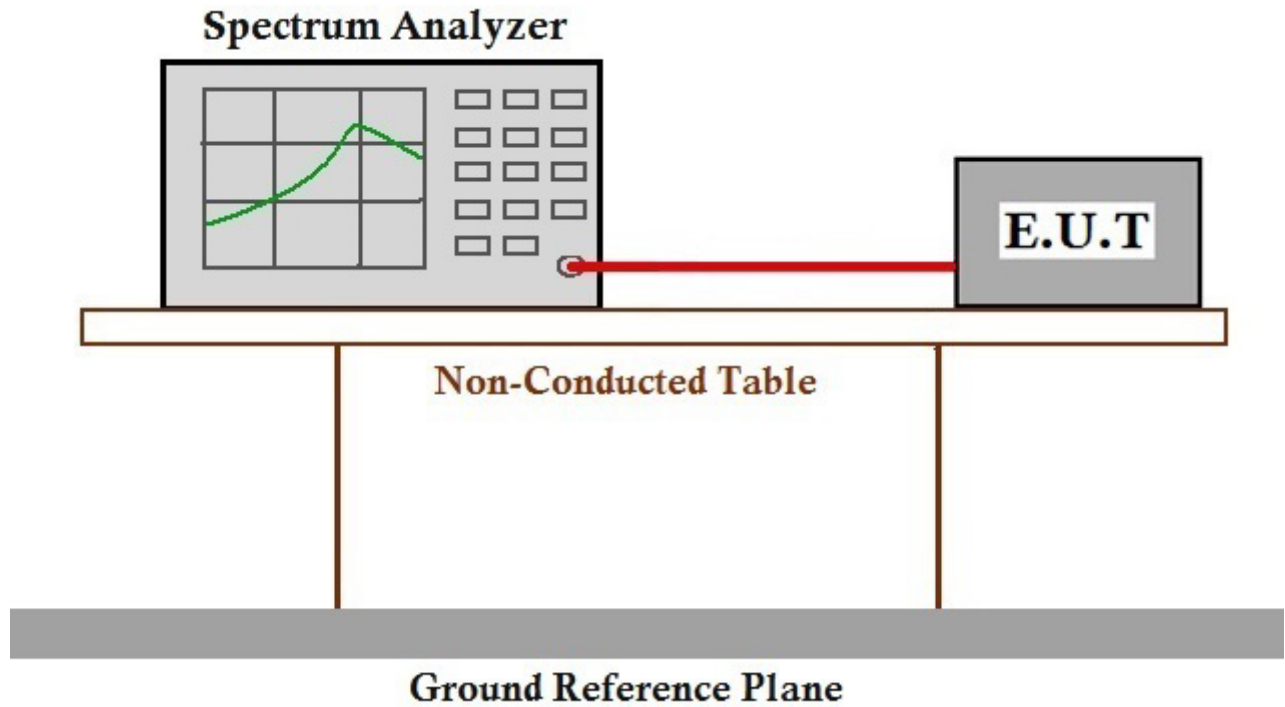 Spectrum Analyzer
E.U.T
Non-Conducted Table
Ground Reference Plane